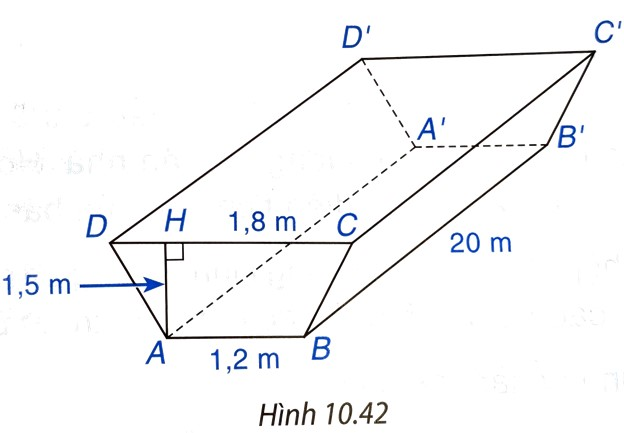 D'
C'
A'
B'
D H 1,8 m C
20 m
1,5 m
A 1,2 m B
Hình 10.42